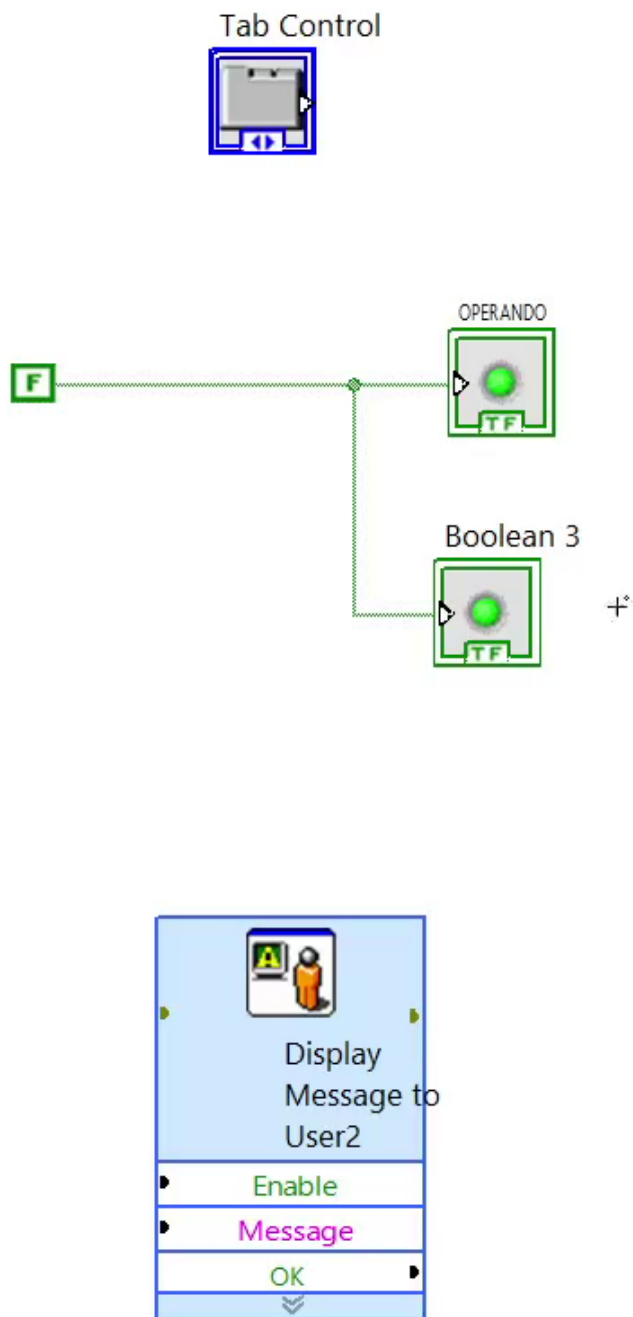 Tab Control
OPERANDO
F
TF
Boolean 3
TF
Display
Message to
User2
Enable
Message
OK